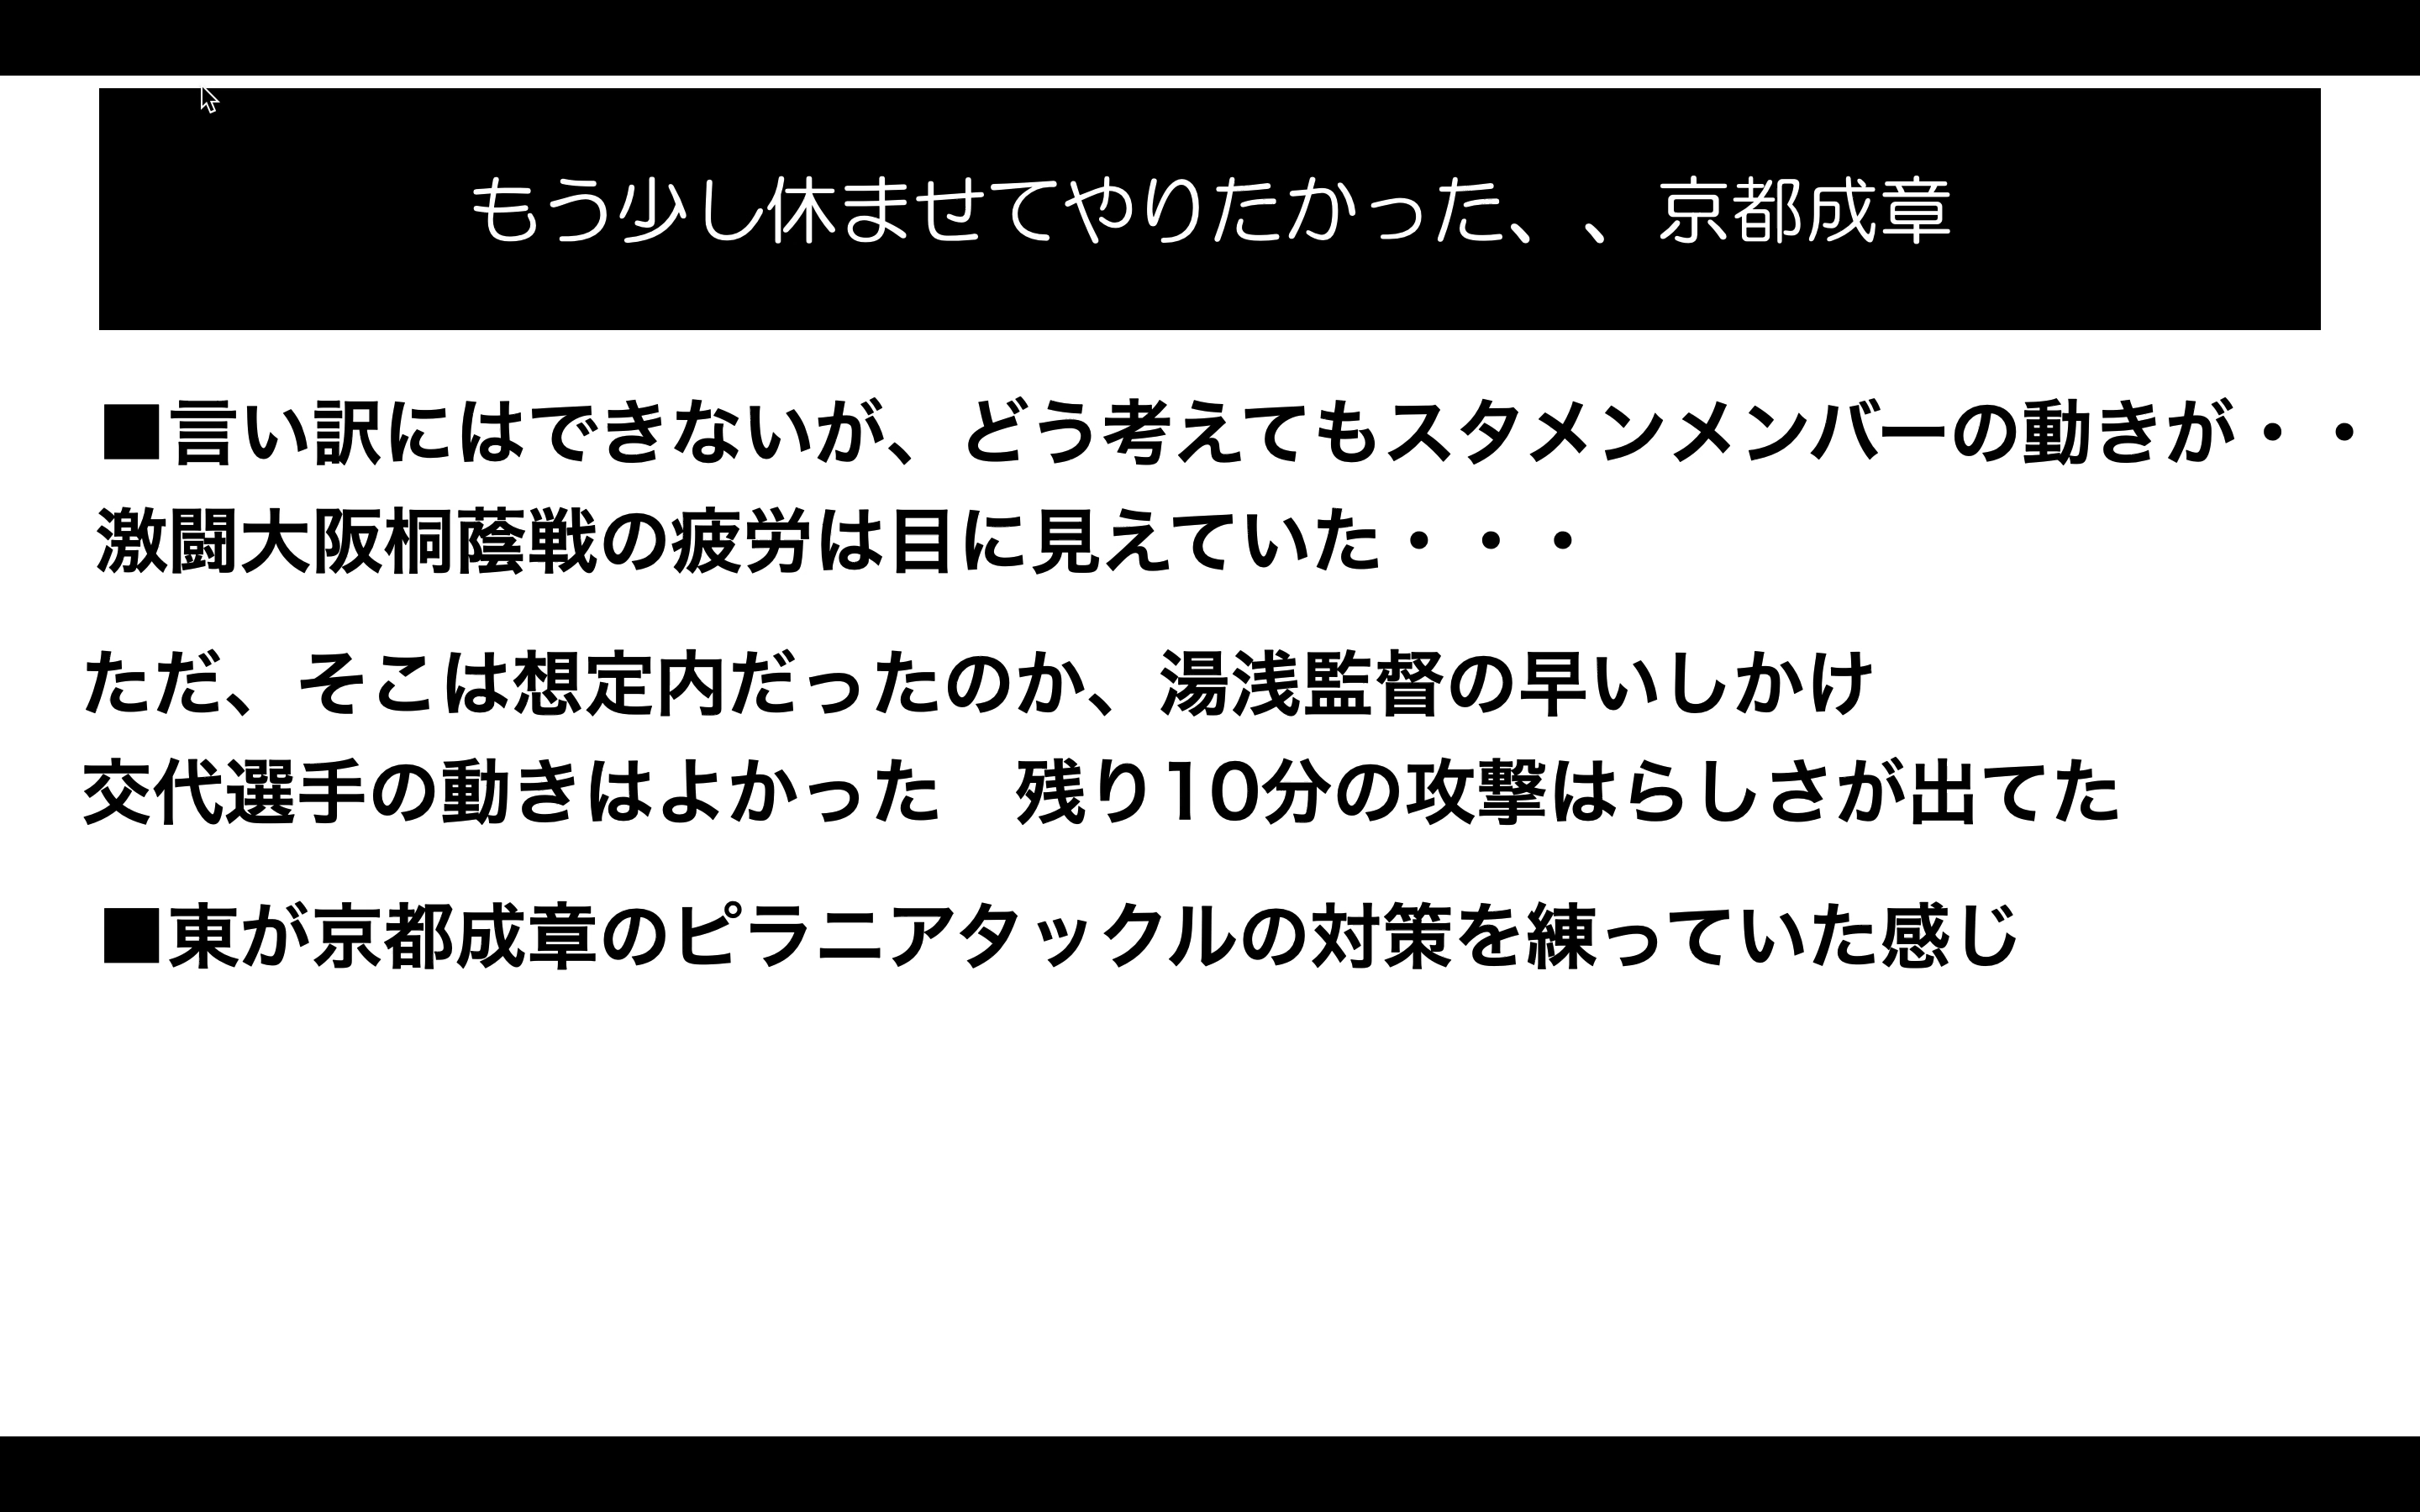 もう少し休ませてやりたかった、、京都成章
■言い訳にはできないが、どう考えてもスタメンメンバーの動きが・・
激闘大阪桐蔭戦の疲労は目に見えていた・・・
ただ、そこは想定内だったのか、湯浅監督の早いしかけ
交代選手の動きはよかった　残り10分の攻撃はらしさが出てた
■東が京都成章のピラニアタックルの対策を練っていた感じ